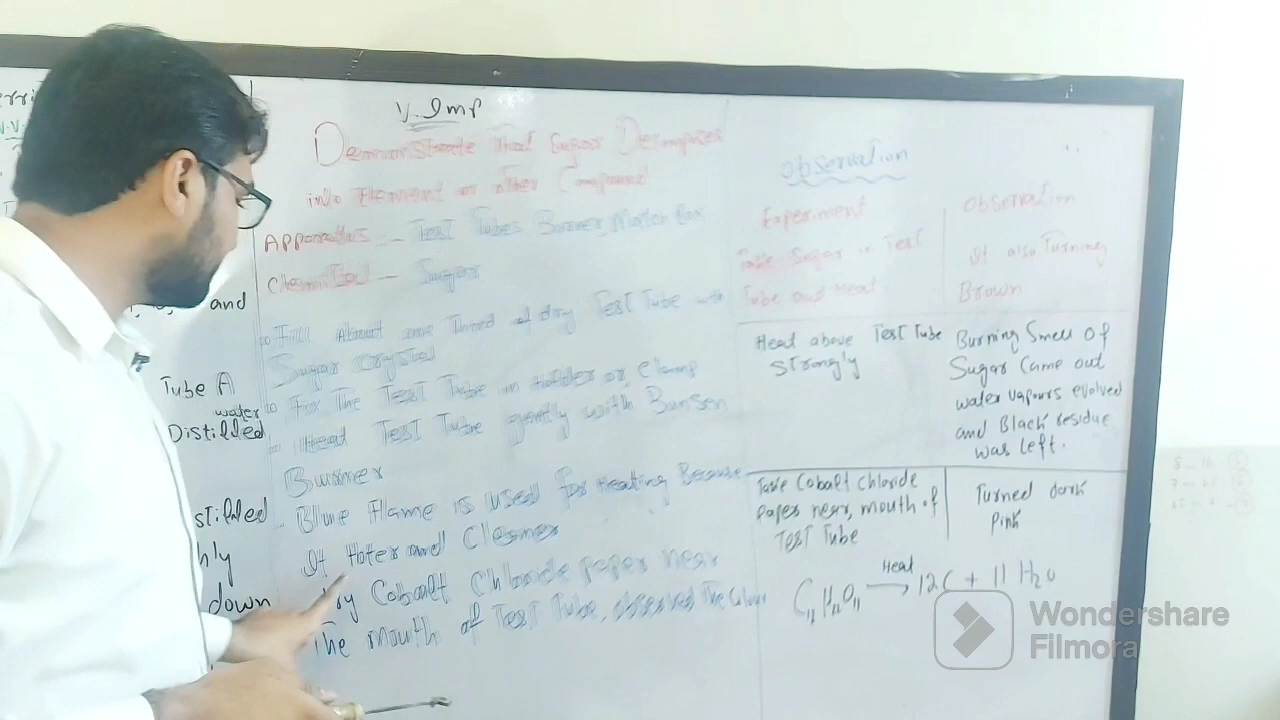 V. Imp
Demonstrate That Sugar Decomposes
into Element or other Compound
Apparatus :- Test Tubes, Burner, Match Box
Chemical - Sugar
Fill About one Third of dry Test Tube with
Sugar crystal
Fix The Test Tube in Holder or Clamp
Heat Test Tube gently with Bunsen
Burner
Blue Flame is used for Heating Because
It Hoter and Cleaner
Dry Cobalt Chloride paper near
The mouth of Test Tube, observed The Colour
and
Tube A
water
Distilled
stilled
hly
down
Observation
Experiment
Observation
Take Sugar in Test
Tube and Heat
It also Turning
Brown
Heat above Test Tube
strongly
Burning Smell of
Sugar Came out
water vapours evolved
and Black residue
was left.
Take Cobalt Chloride
paper near, mouth of
Test Tube
Turned dark
Pink
Heat
C₁₂H₂₂O₁₁ → 12C + 11 H₂O
Wondershare
Filmora